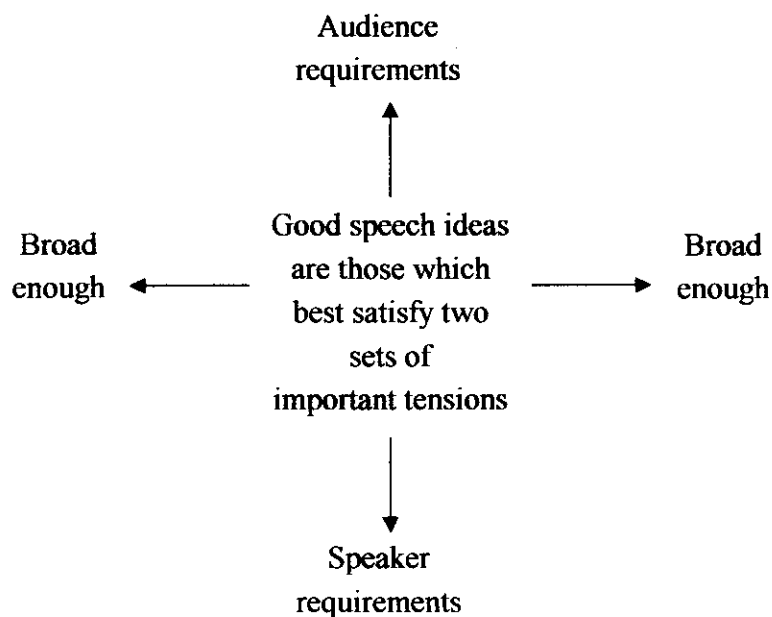 Audience
requirements
Good speech ideas
are those which
best satisfy two
sets of
important tensions
Broad
enough
Broad
enough
Speaker
requirements